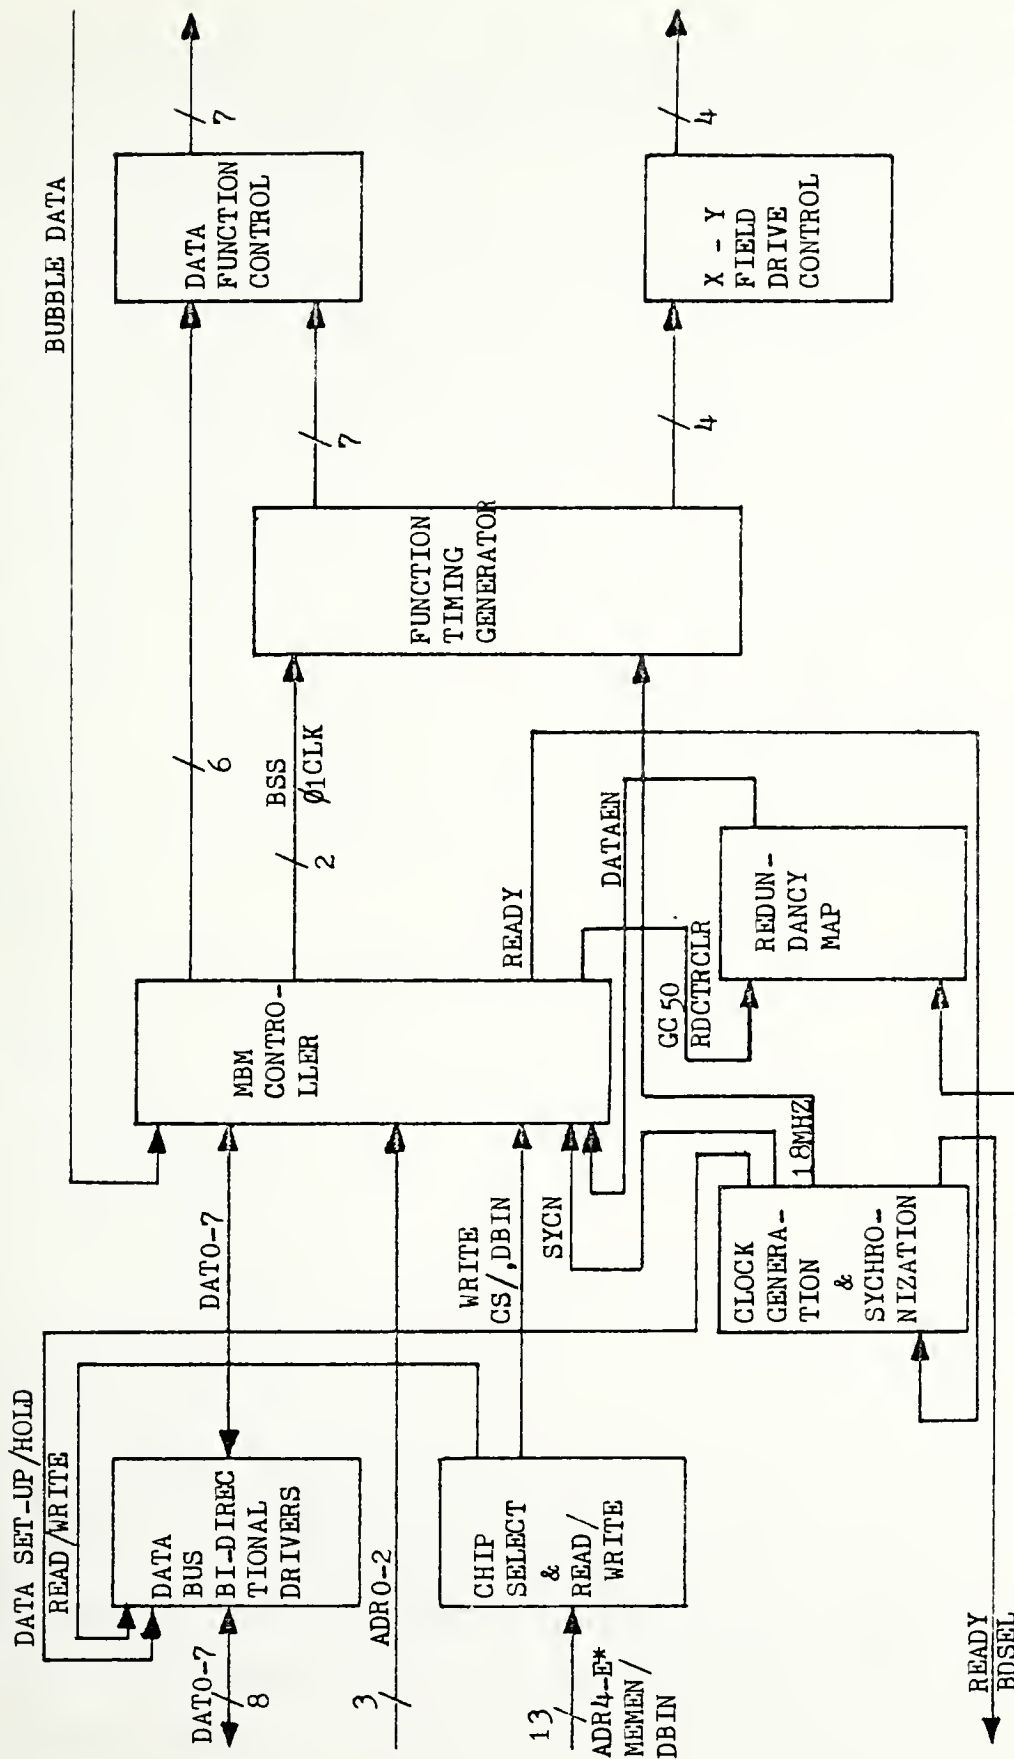 DATA SET-UP/HOLD
READ/WRITE
BUBBLE DATA
DATO-7
8
DATA
BUS
BI-DIREC
TIONAL
DRIVERS
DATO-7
MBM
CONTRO-
LLER
6
DATA
FUNCTION
CONTROL
7
BSS
Ø1CLK
2
7
ADRO-2
3
FUNCTION
TIMING
GENERATOR
WRITE
CS/,DBIN
CHIP
SELECT
&
READ/
WRITE
13
ADR4-E*
MEMEN/
DBIN
SYCN
READY
DATAEN
GC50
RDCTRCLR
18MHZ
4
X - Y
FIELD
DRIVE
CONTROL
4
CLOCK
GENERA-
TION
&
SYCHRO-
NIZATION
REDUN-
DANCY
MAP
READY
BDSEL